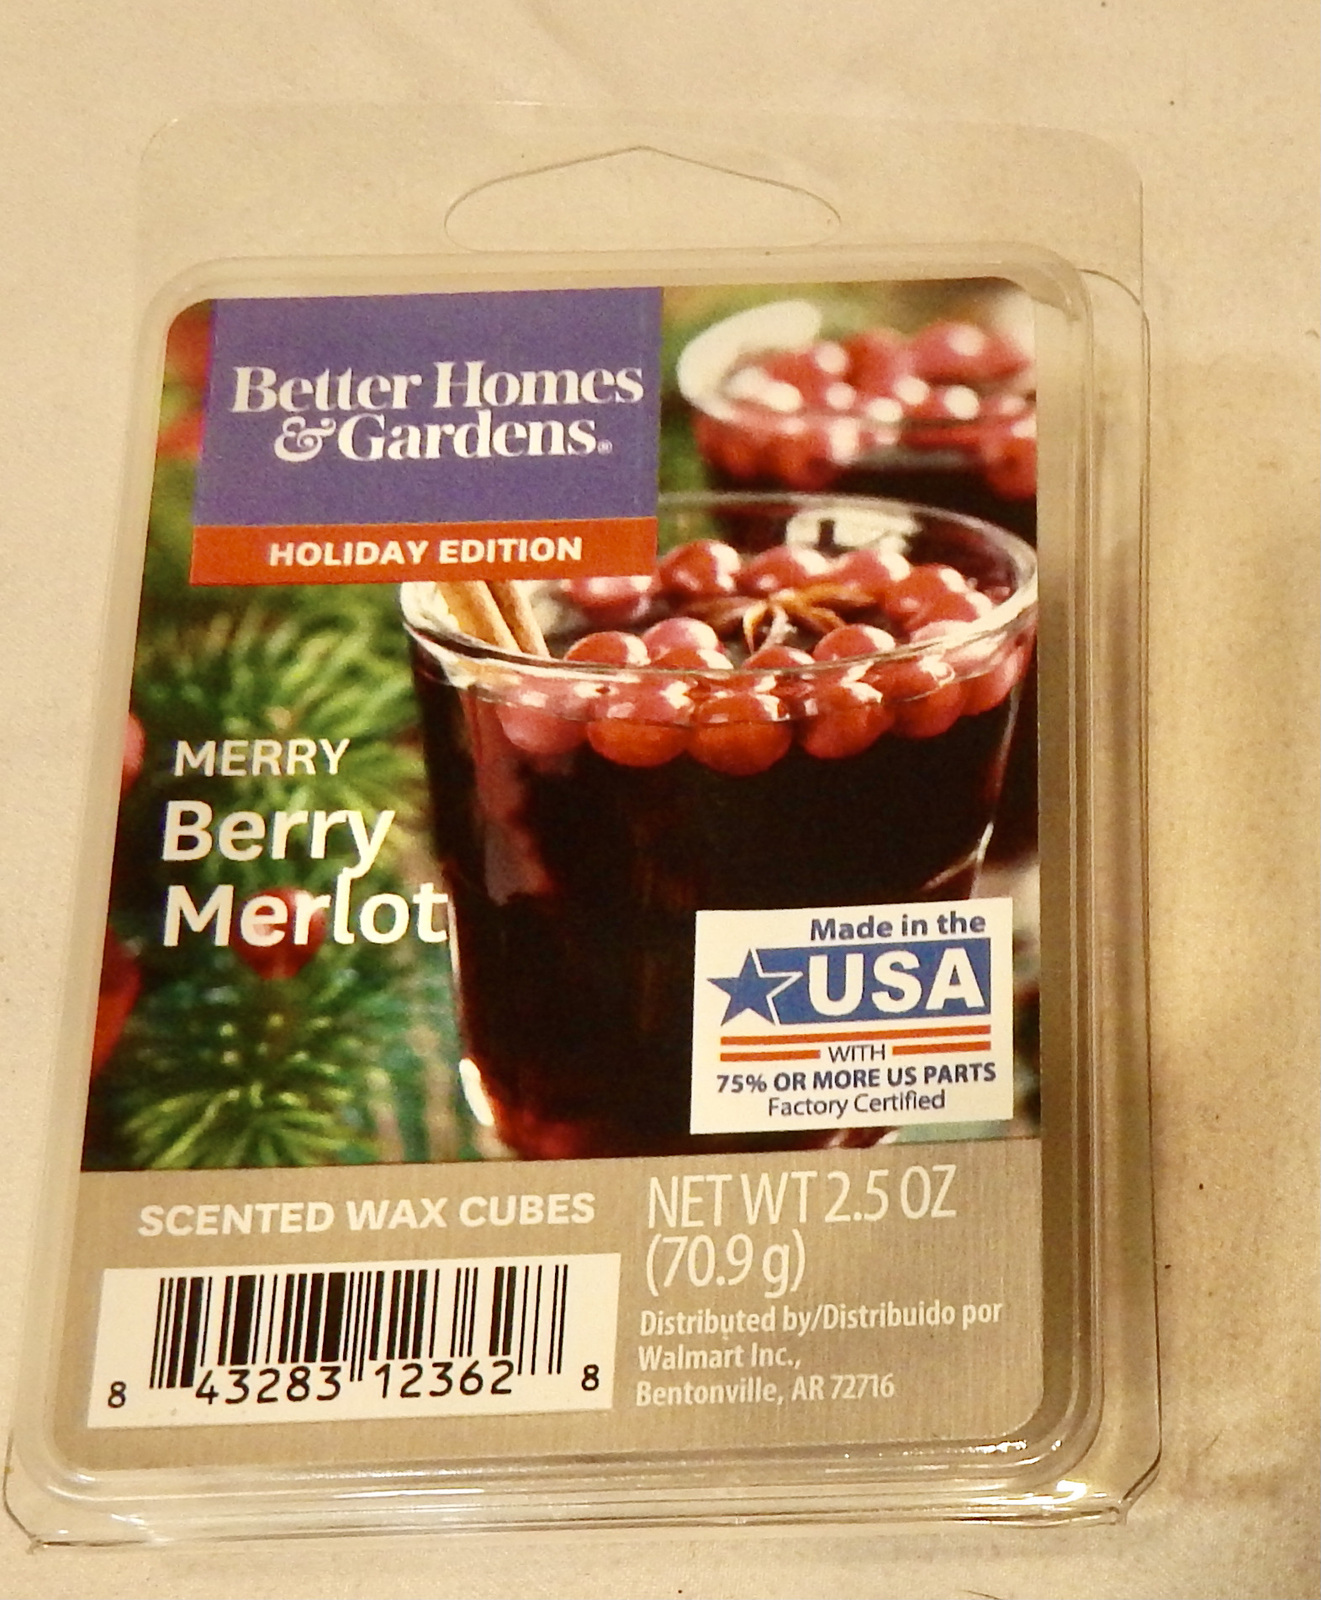 Better Homes
& Gardens®
HOLIDAY EDITION
MERRY
Berry
Merlot
Made in the
USA
WITH
75% OR MORE US PARTS
Factory Certified
SCENTED WAX CUBES
NET WT 2.5 OZ
(70.9 g)
Distributed by/Distribuido por
Walmart Inc.,
Bentonville, AR 72716
8 43283 12362 8